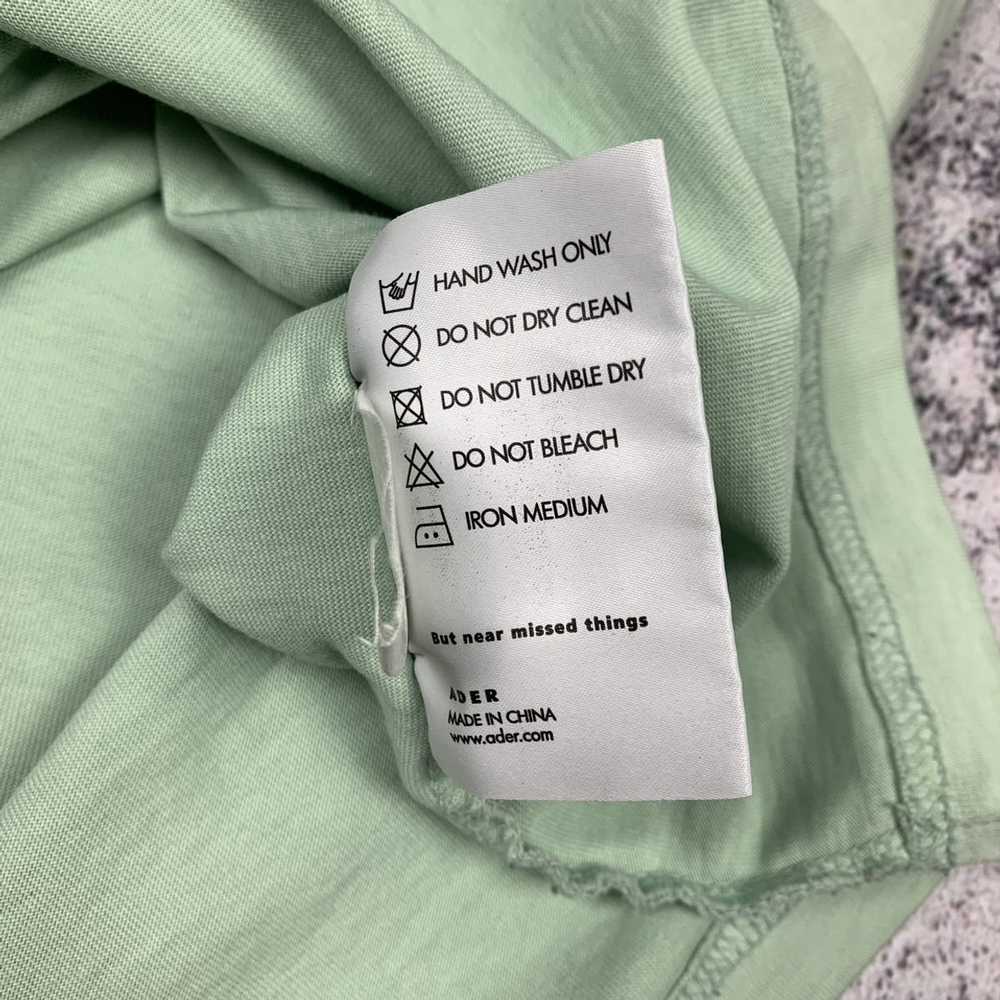 HAND WASH ONLY
DO NOT DRY CLEAN
DO NOT TUMBLE DRY
DO NOT BLEACH
IRON MEDIUM
But near missed things
ADER
MADE IN CHINA
www.ader.com